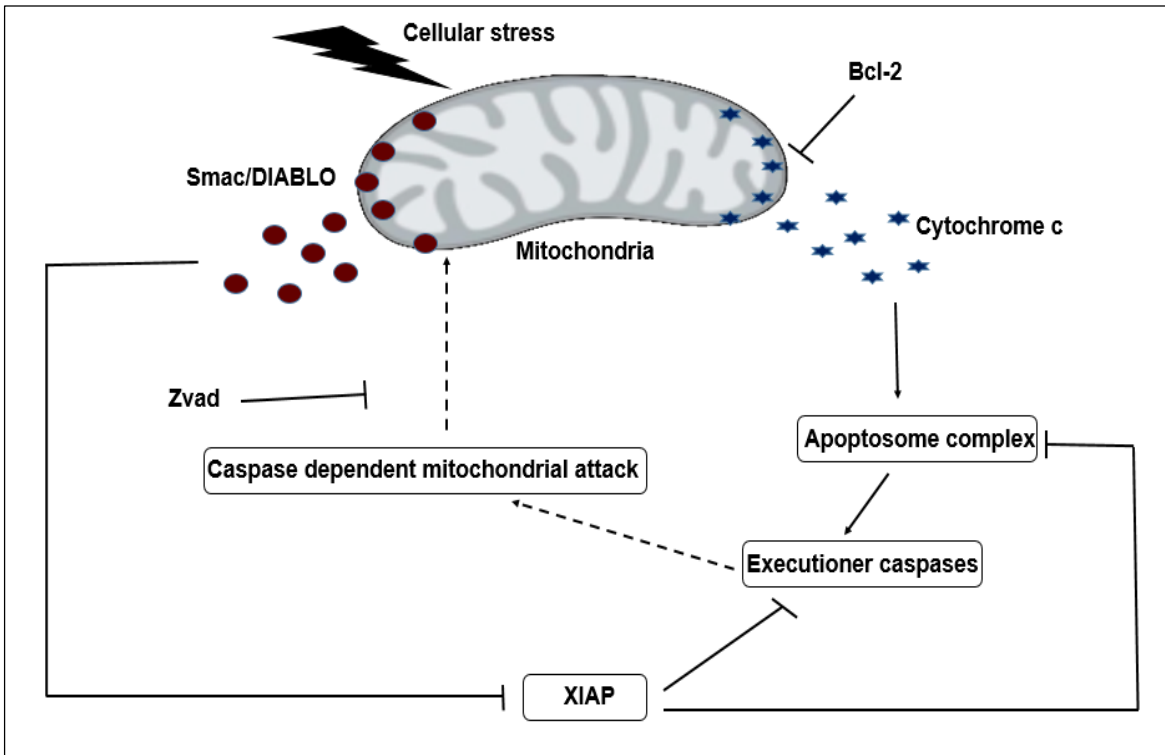 Cellular stress
Bcl-2
Smac/DIABLO
Cytochrome c
Mitochondria
Zvad
Apoptosome complex
Caspase dependent mitochondrial attack
Executioner caspases
XIAP